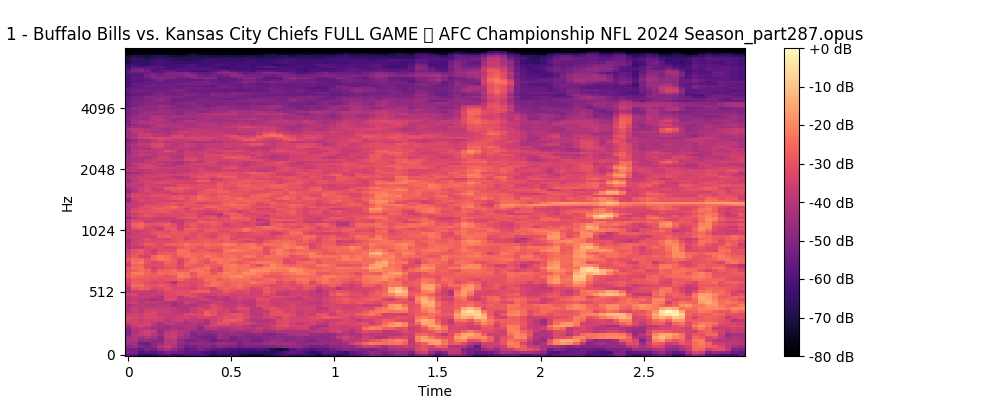 1 - Buffalo Bills vs. Kansas City Chiefs FULL GAME ▯ AFC Championship NFL 2024 Season_part287.opus
+0 dB
-10 dB
-20 dB
-30 dB
-40 dB
-50 dB
-60 dB
-70 dB
-80 dB
4096
2048
1024
512
0
Hz
0
0.5
1
1.5
2
2.5
Time